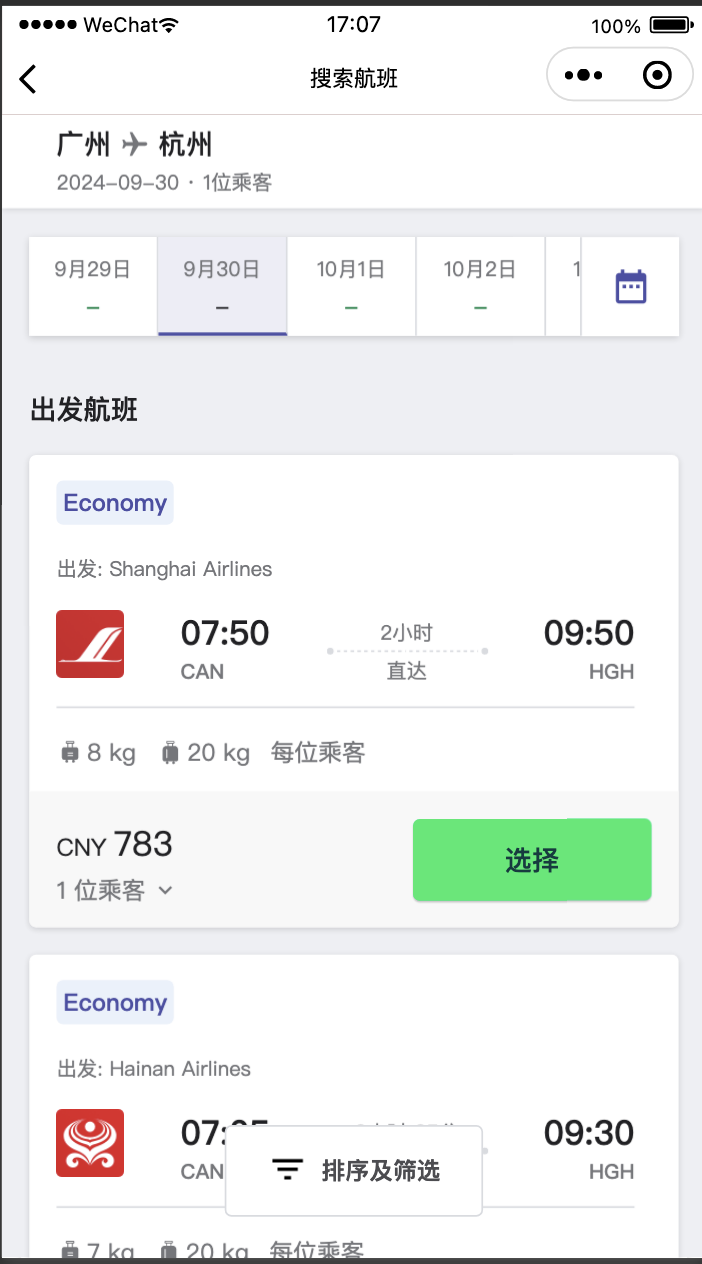 WeChat 17:07 100%
搜索航班
广州 杭州
2024-09-30 · 1位乘客
9月29日 9月30日 10月1日 10月2日 1
– – – –
出发航班
Economy
出发: Shanghai Airlines
07:50 2小时 09:50
CAN 直达 HGH
8 kg 20 kg 每位乘客
CNY 783
选择
1 位乘客
Economy
出发: Hainan Airlines
09:30
CAN HGH
排序及筛选
7 kg 20 kg 每位乘客